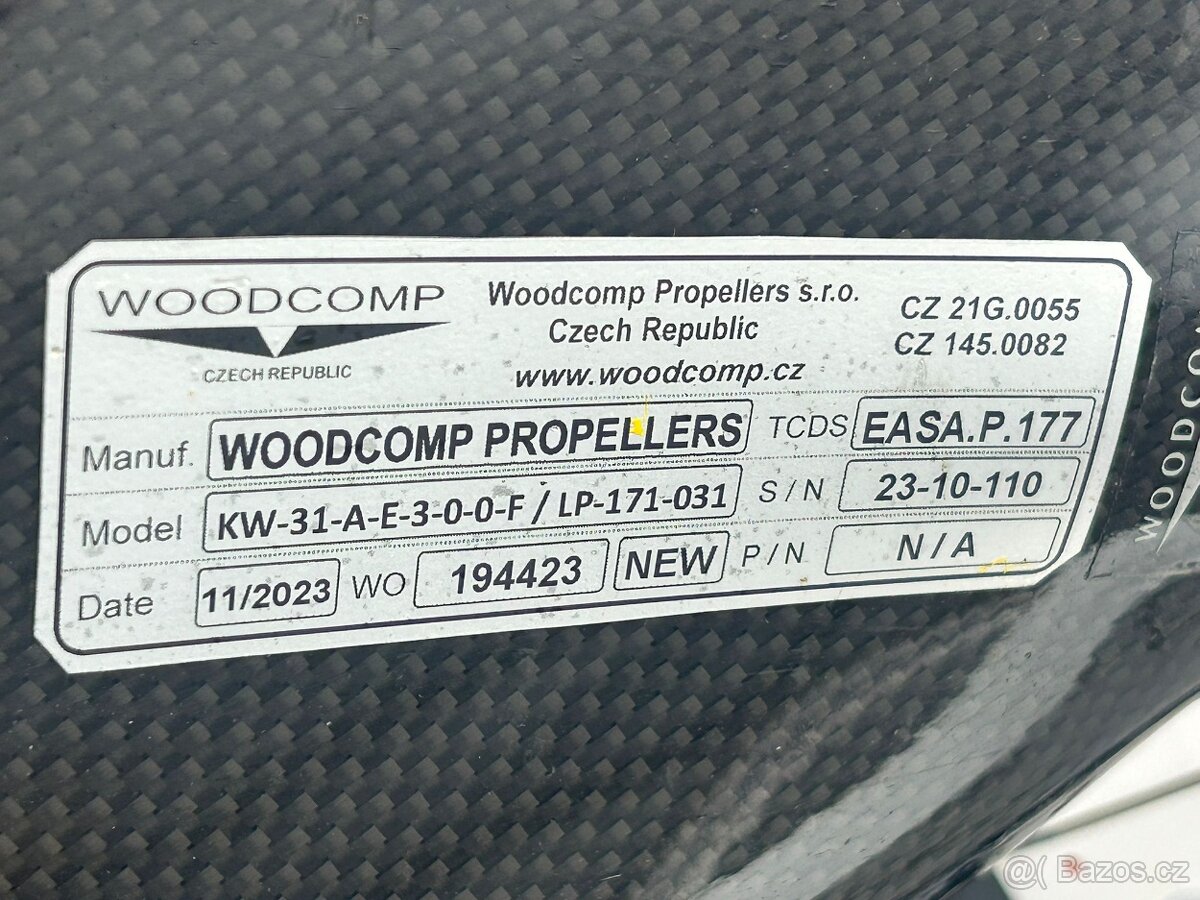 WOODCOMP
CZECH REPUBLIC
Woodcomp Propellers s.r.o.
Czech Republic
www.woodcomp.cz
CZ 21G.0055
CZ 145.0082
Manuf. WOODCOMP PROPELLERS TCDS EASA.P.177
Model KW-31-A-E-3-0-0-F / LP-171-031 S / N 23-10-110
Date 11/2023 WO 194423 NEW P / N N / A
WOODCO
@( Bazos.cz